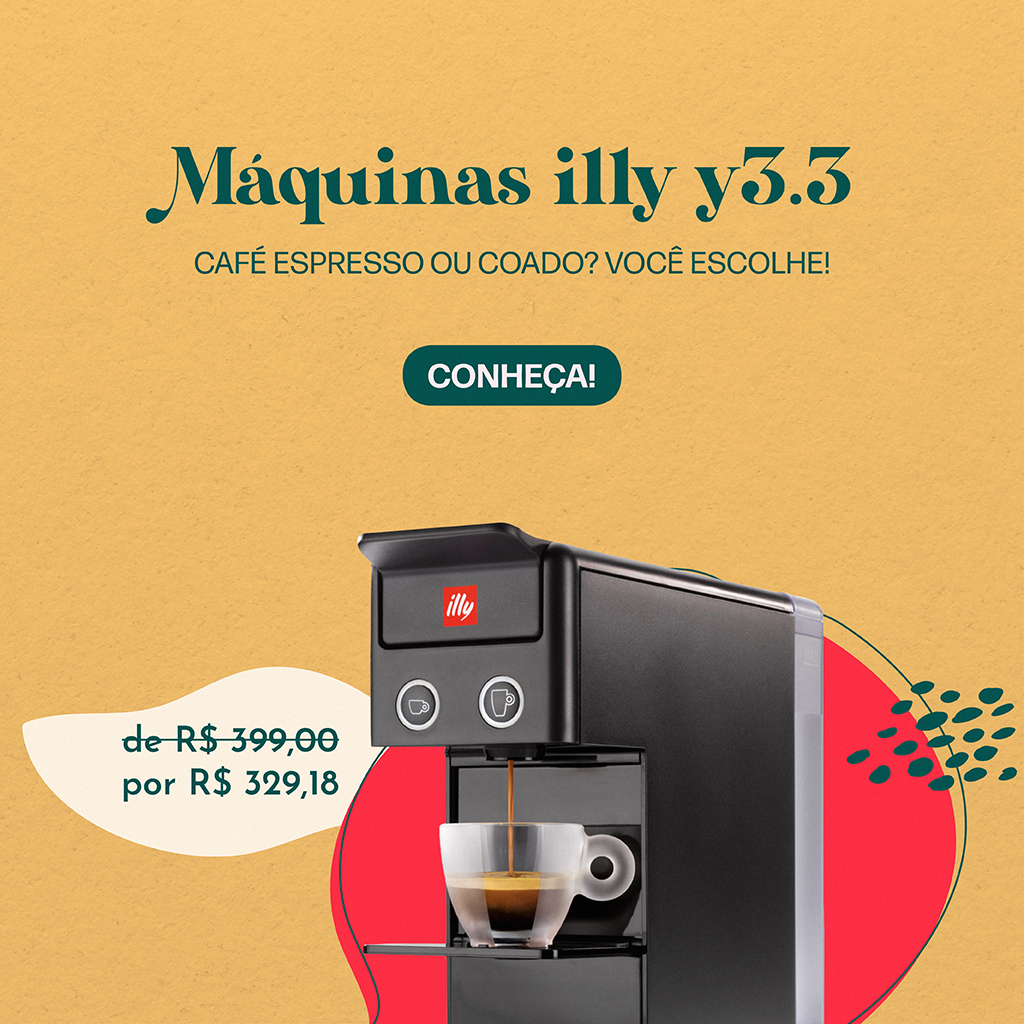 Máquinas illy y3.3
CAFÉ ESPRESSO OU COADO? VOCÊ ESCOLHE!
CONHEÇA!
illy
de R$ 399,00
por R$ 329,18